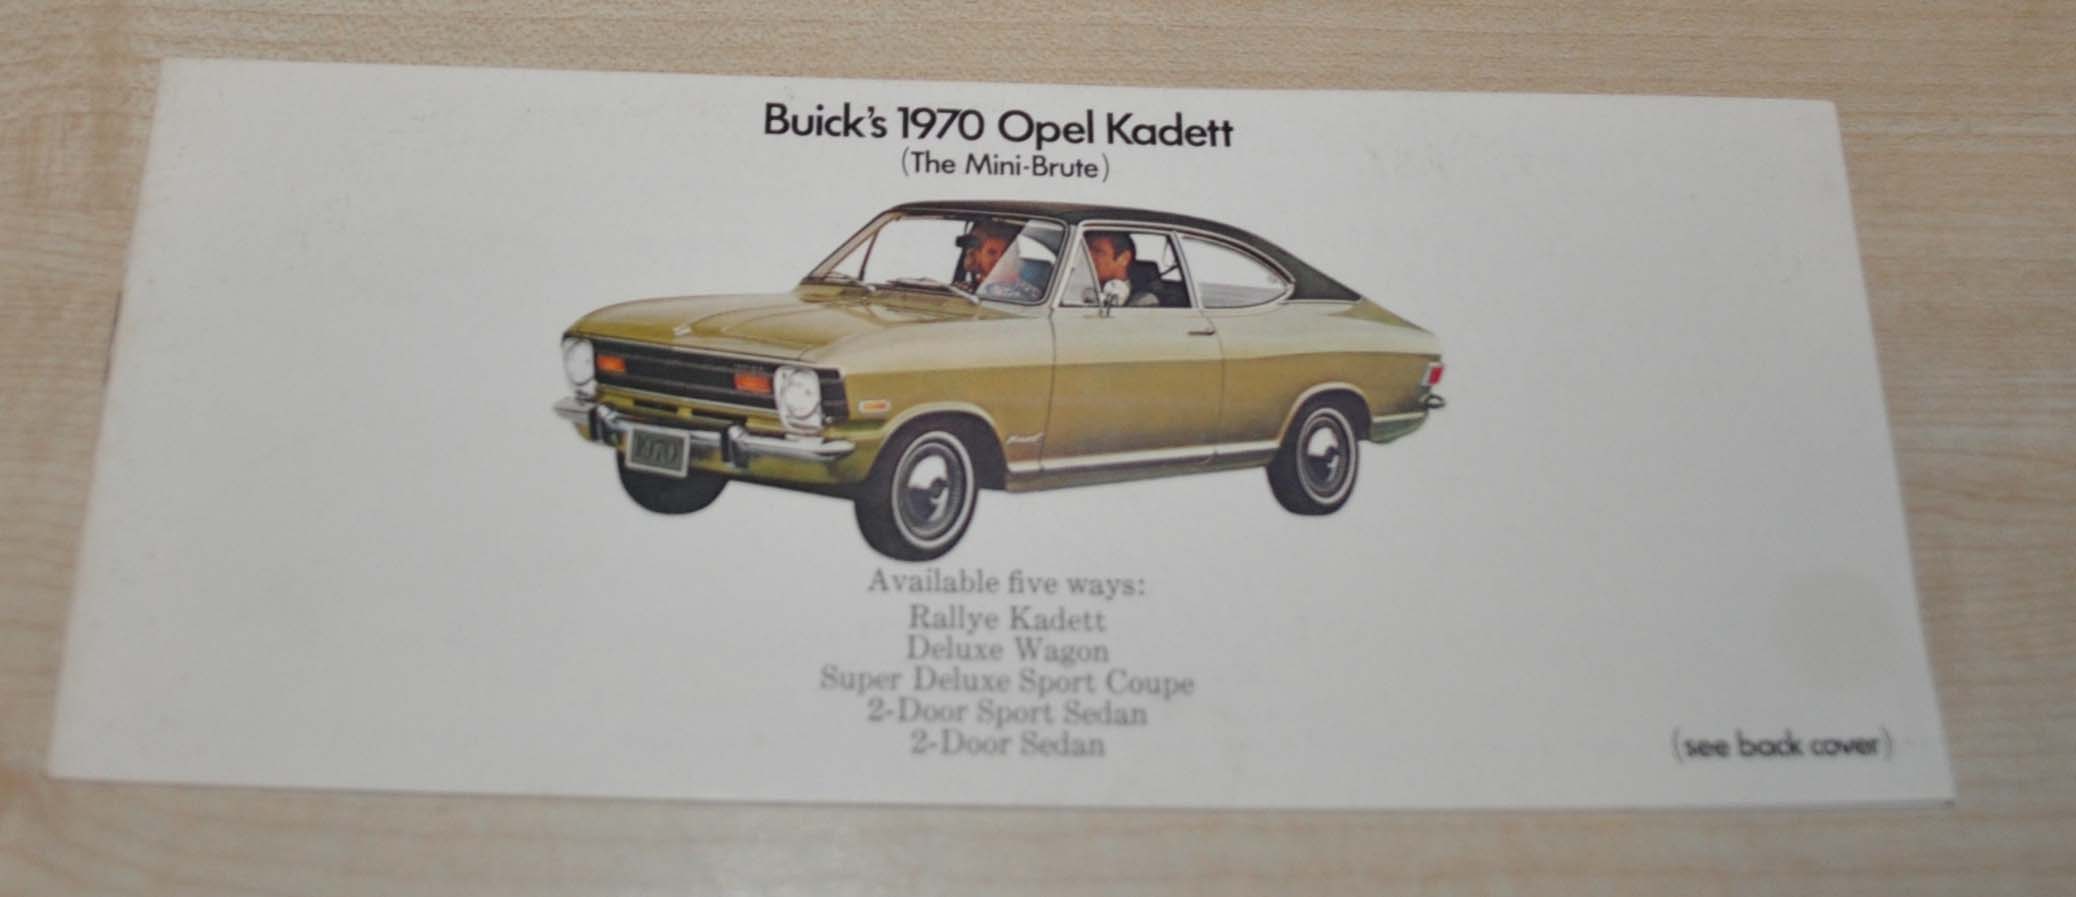 Buick's 1970 Opel Kadett
(The Mini-Brute)
1970
Available five ways:
Rallye Kadett
Deluxe Wagon
Super Deluxe Sport Coupe
2-Door Sport Sedan
2-Door Sedan
(see back cover)